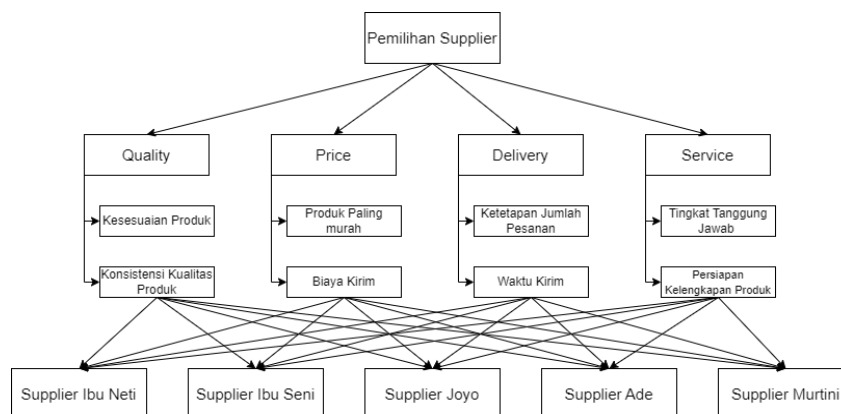 Pemilihan Supplier
Quality
Price
Delivery
Service
Kesesuaian Produk
Produk Paling
murah
Ketetapan Jumlah
Pesanan
Tingkat Tanggung
Jawab
Konsistensi Kualitas
Produk
Biaya Kirim
Waktu Kirim
Persiapan
Kelengkapan Produk
Supplier Ibu Neti
Supplier Ibu Seni
Supplier Joyo
Supplier Ade
Supplier Murtini